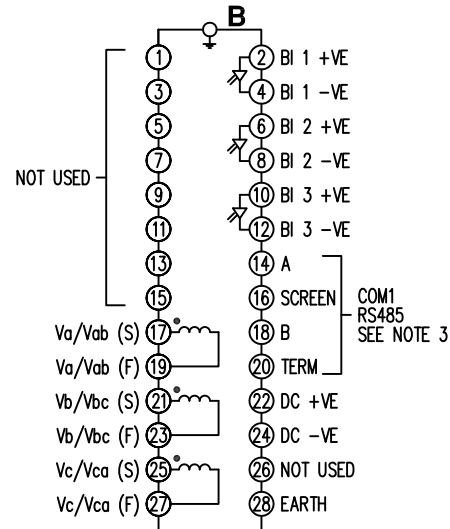 B
1 2 BI 1 +VE
3 4 BI 1 -VE
5 6 BI 2 +VE
7 8 BI 2 -VE
NOT USED
9 10 BI 3 +VE
11 12 BI 3 -VE
13 14 A
15 16 SCREEN
COM1
RS485
SEE NOTE 3
Va/Vab (S) 17 18 B
Va/Vab (F) 19 20 TERM
Vb/Vbc (S) 21 22 DC +VE
Vb/Vbc (F) 23 24 DC -VE
Vc/Vca (S) 25 26 NOT USED
Vc/Vca (F) 27 28 EARTH